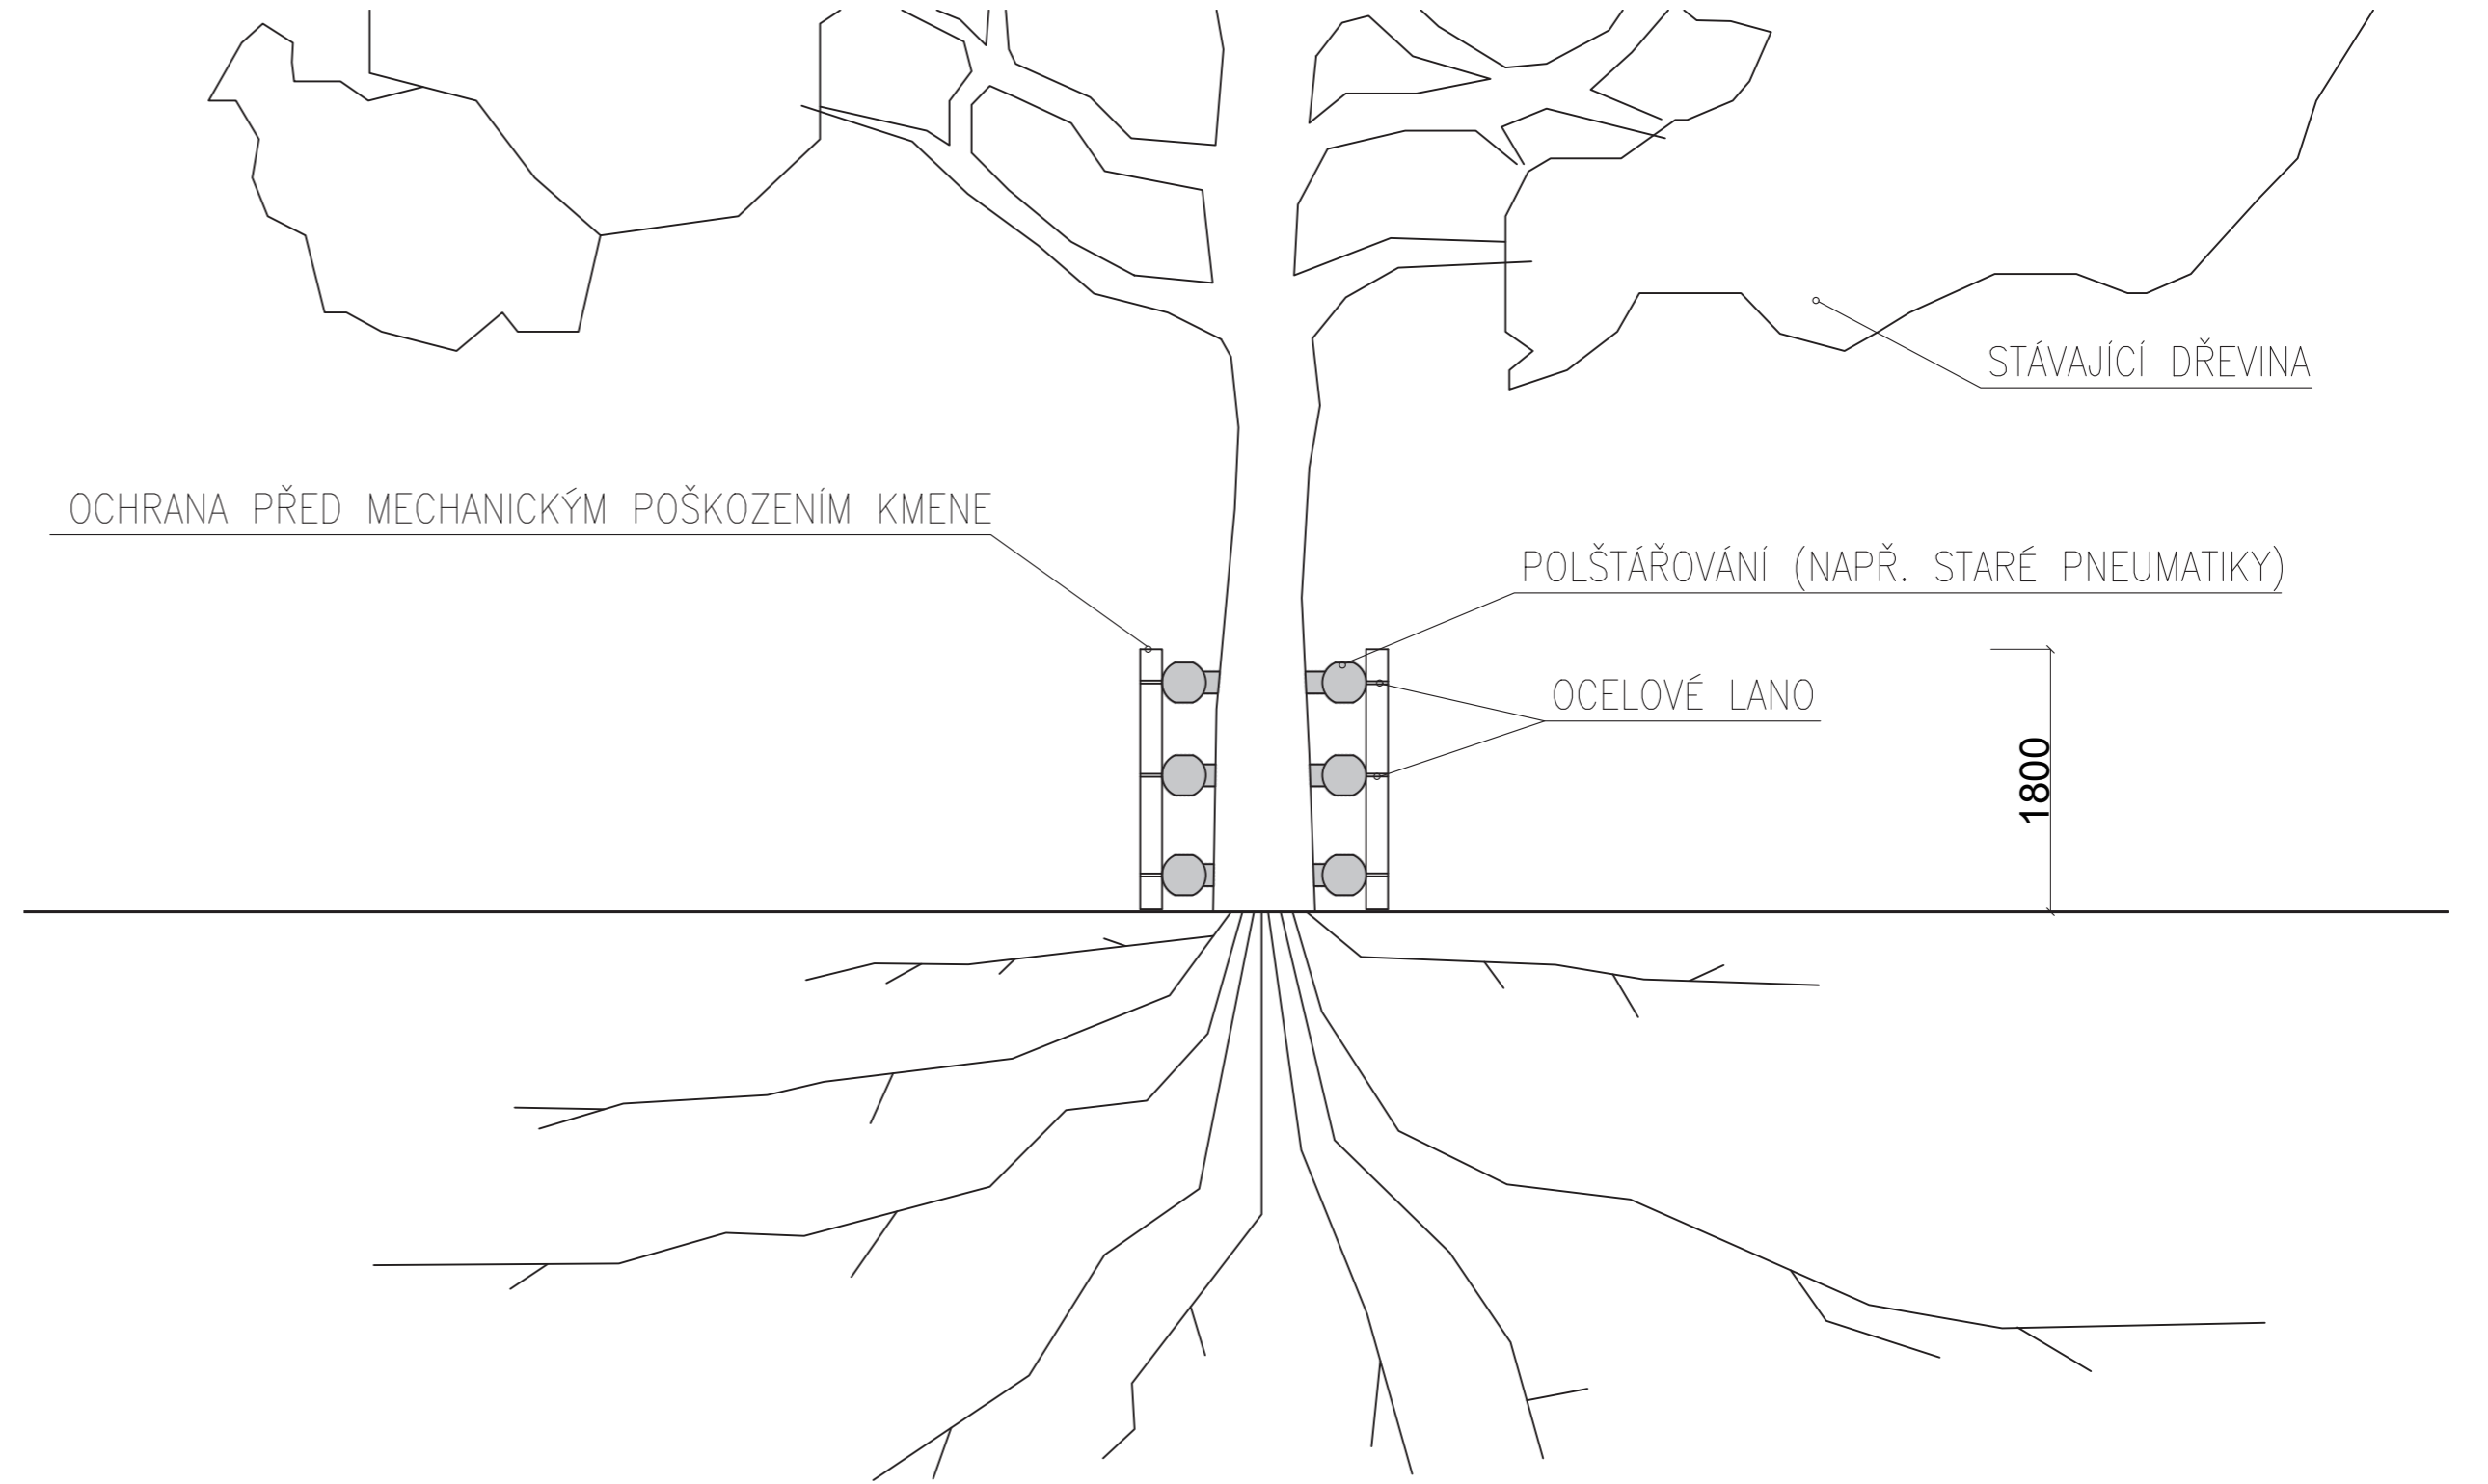 STÁVAJÍCÍ DŘEVINA
OCHRANA PŘED MECHANICKÝM POŠKOZENÍM KMENE
POLŠTÁŘOVÁNÍ (NAPŘ. STARÉ PNEUMATIKY)
OCELOVÉ LANO
1800